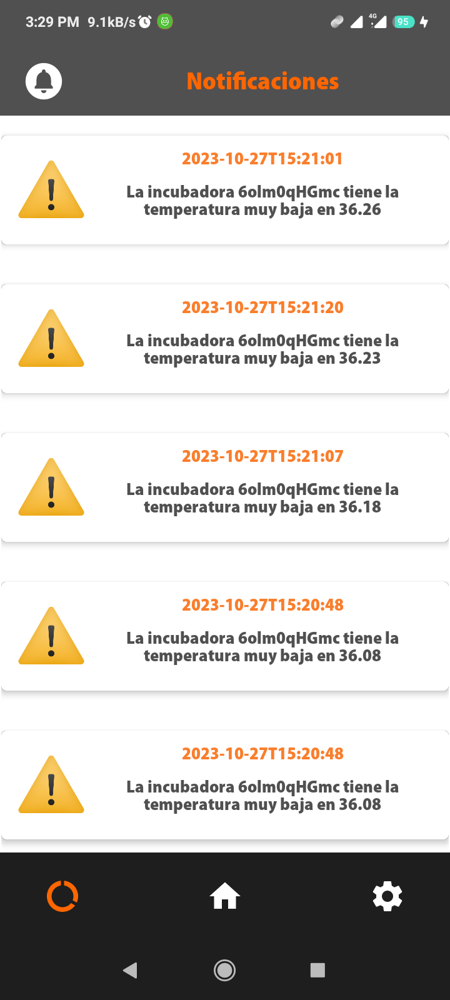 3:29 PM 9.1kB/s 4G 95
Notificaciones
2023-10-27T15:21:01
La incubadora 6olm0qHGmc tiene la
temperatura muy baja en 36.26
2023-10-27T15:21:20
La incubadora 6olm0qHGmc tiene la
temperatura muy baja en 36.23
2023-10-27T15:21:07
La incubadora 6olm0qHGmc tiene la
temperatura muy baja en 36.18
2023-10-27T15:20:48
La incubadora 6olm0qHGmc tiene la
temperatura muy baja en 36.08
2023-10-27T15:20:48
La incubadora 6olm0qHGmc tiene la
temperatura muy baja en 36.08